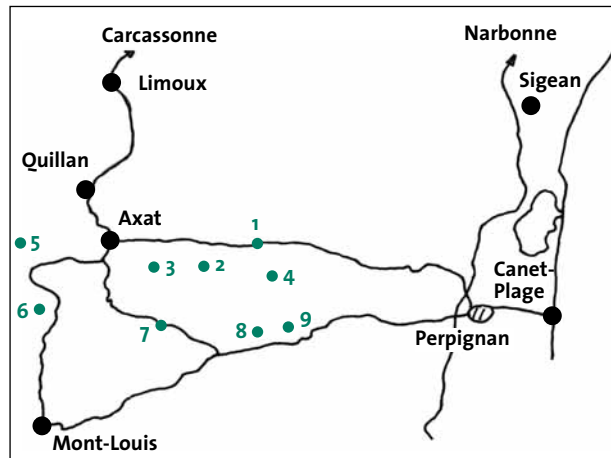 Carcassonne
Narbonne
Limoux
Sigean
Quillan
Axat
1
5
3
2
4
Canet-
Plage
6
7
8
9
Perpignan
Mont-Louis